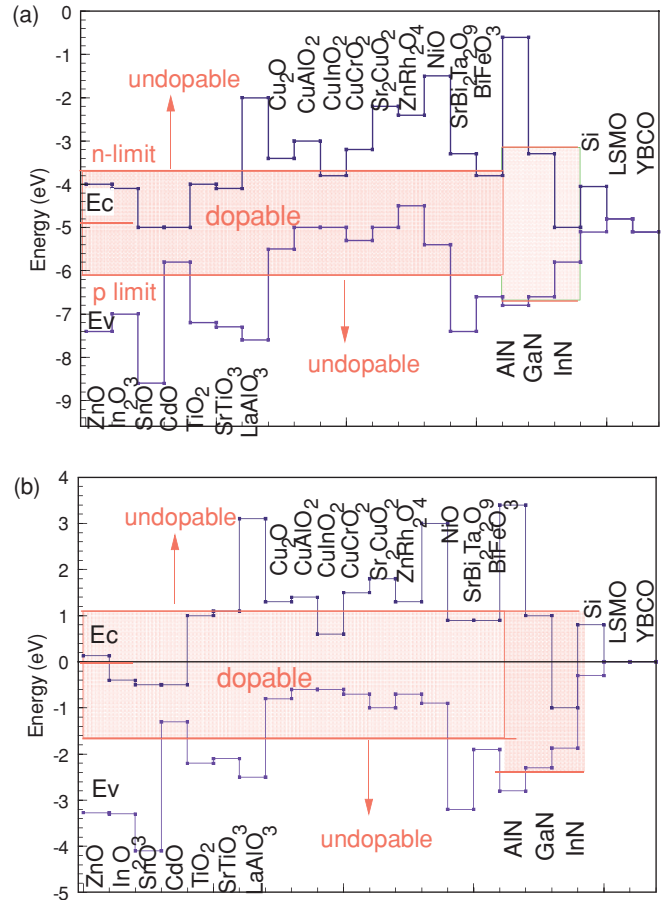 (a)
0
-1
-2
-3
-4
-5
-6
-7
-8
-9
Energy (eV)
undopable
n-limit
Ec
dopable
p limit
Ev
undopable
ZnO
In2O3
SnO
CdO
TiO2
SrTiO3
LaAlO3
Cu2O
CuAlO2
CuInO2
CuCrO2
Sr2CuO2
ZnRh2O4
NiO
SrBi2Ta2O9
BiFeO3
AlN
GaN
InN
Si
LSMO
YBCO
(b)
4
3
2
1
0
-1
-2
-3
-4
-5
Energy (eV)
undopable
Ec
dopable
Ev
undopable
ZnO
In2O3
SnO
CdO
TiO2
SrTiO3
LaAlO3
Cu2O
CuAlO2
CuInO2
CuCrO2
Sr2CuO2
ZnRh2O4
NiO
SrBi2Ta2O9
BiFeO3
AlN
GaN
InN
Si
LSMO
YBCO